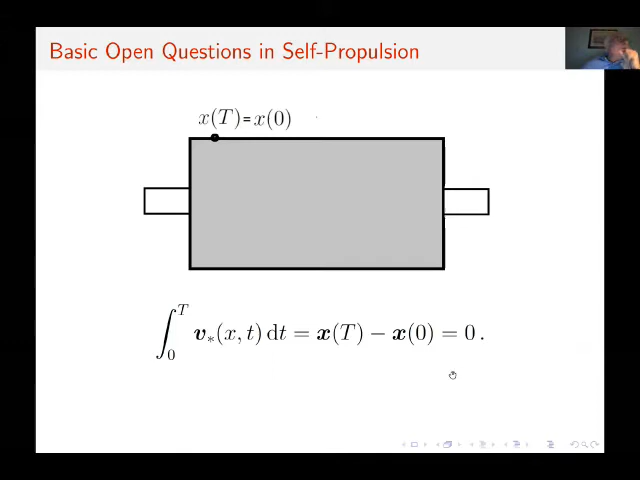 Basic Open Questions in Self-Propulsion
x(T)=x(0)
∫₀ᵀ v∗(x, t) dt = x(T) − x(0) = 0 .